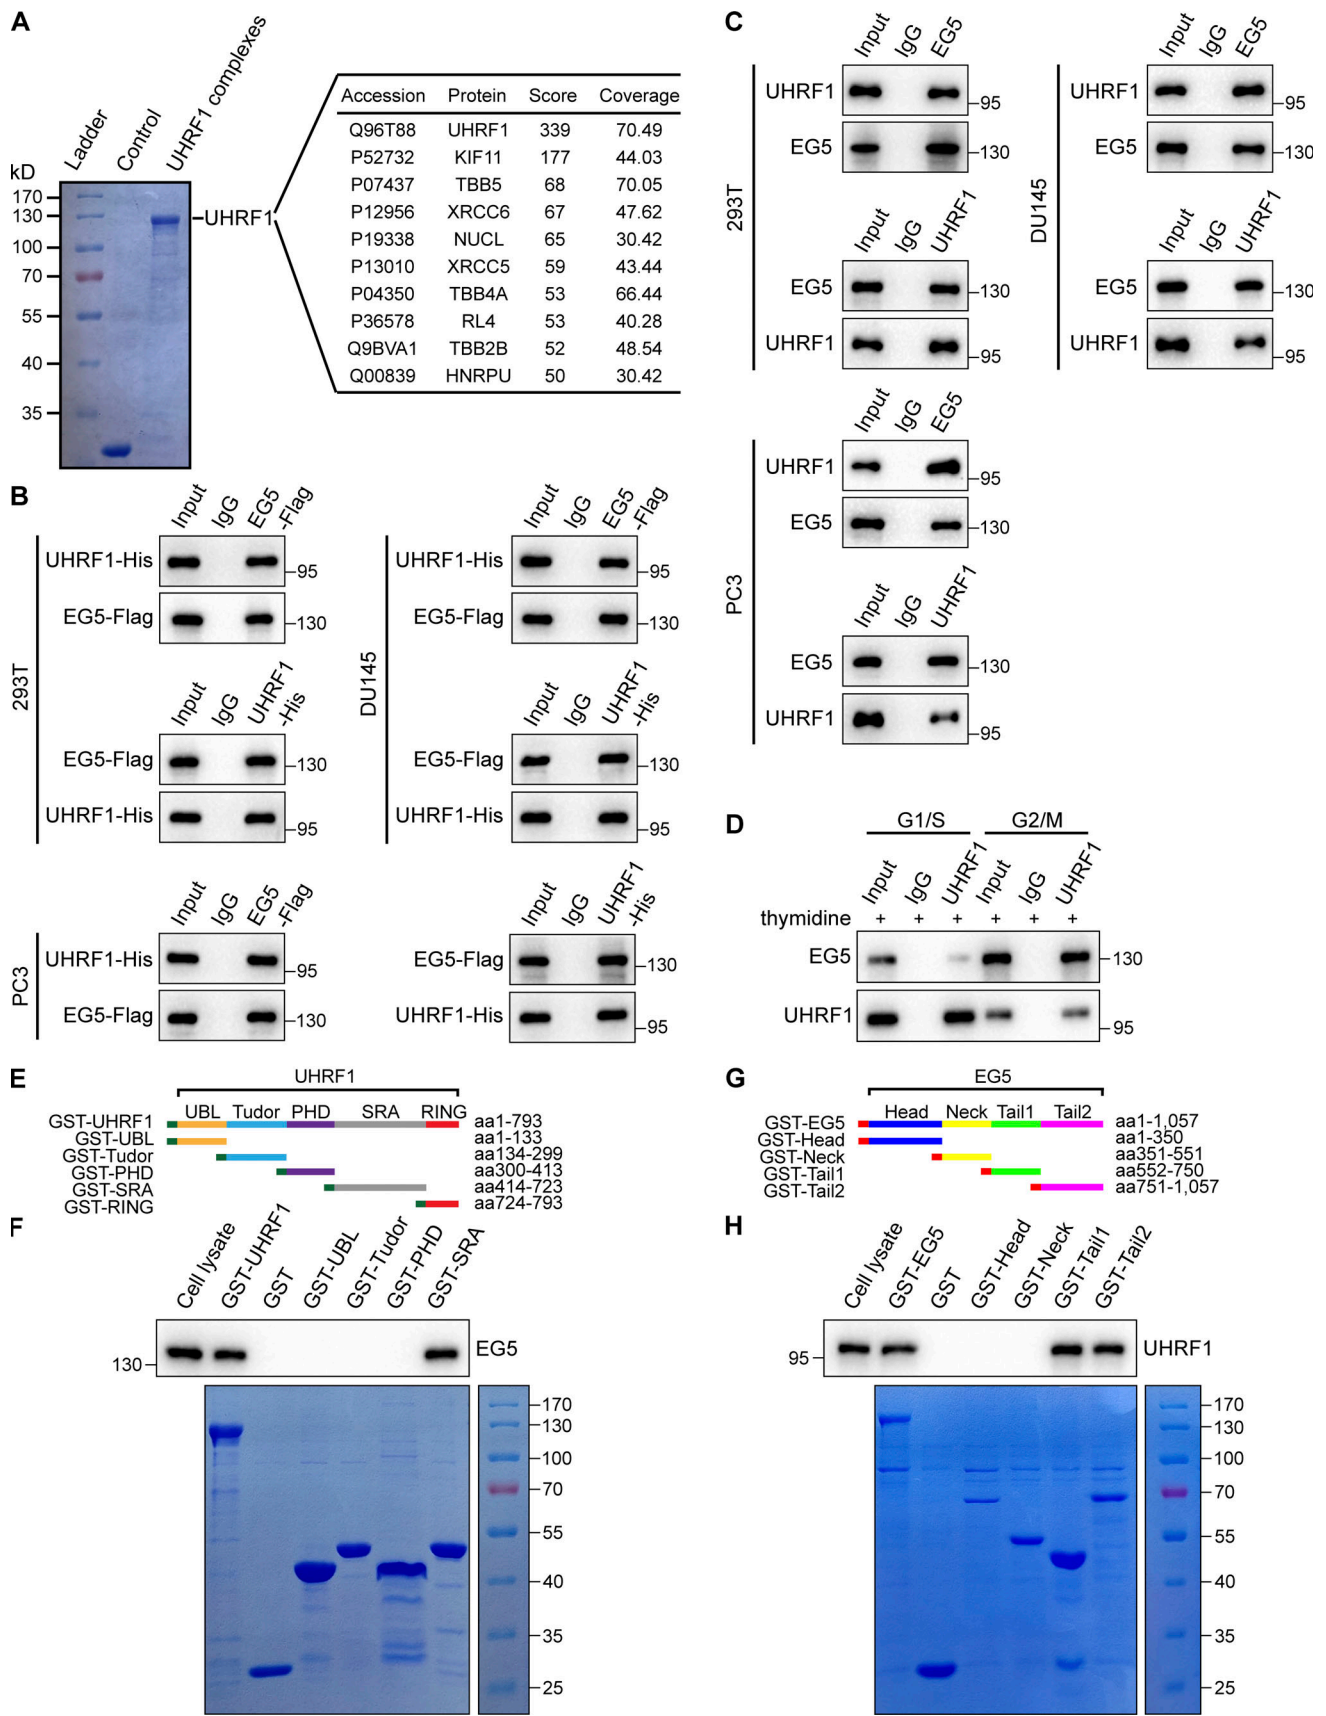 A
Ladder
Control
UHRF1 complexes
kD
170
130
100
70
55
40
35
UHRF1
Accession Protein Score Coverage
Q96T88 UHRF1 339 70.49
P52732 KIF11 177 44.03
P07437 TBB5 68 70.05
P12956 XRCC6 67 47.62
P19338 NUCL 65 30.42
P13010 XRCC5 59 43.44
P04350 TBB4A 53 66.44
P36578 RL4 53 40.28
Q9BVA1 TBB2B 52 48.54
Q00839 HNRPU 50 30.42
B
293T
Input IgG EG5-Flag
UHRF1-His 95
EG5-Flag 130
Input IgG UHRF1-His
EG5-Flag 130
UHRF1-His 95
DU145
Input IgG EG5-Flag
UHRF1-His 95
EG5-Flag 130
Input IgG UHRF1-His
EG5-Flag 130
UHRF1-His 95
PC3
Input IgG EG5-Flag
UHRF1-His 95
EG5-Flag 130
Input IgG UHRF1-His
EG5-Flag 130
UHRF1-His 95
C
293T
Input IgG EG5
UHRF1 95
EG5 130
Input IgG UHRF1
EG5 130
UHRF1 95
DU145
Input IgG EG5
UHRF1 95
EG5 130
Input IgG UHRF1
EG5 130
UHRF1 95
PC3
Input IgG EG5
UHRF1 95
EG5 130
Input IgG UHRF1
EG5 130
UHRF1 95
D
G1/S G2/M
Input IgG UHRF1 Input IgG UHRF1
thymidine + + + + + +
EG5 130
UHRF1 95
E
UHRF1
UBL Tudor PHD SRA RING
GST-UHRF1 aa1-793
GST-UBL aa1-133
GST-Tudor aa134-299
GST-PHD aa300-413
GST-SRA aa414-723
GST-RING aa724-793
F
Cell lysate GST-UHRF1 GST GST-UBL GST-Tudor GST-PHD GST-SRA
130 EG5
170
130
100
70
55
40
35
25
G
EG5
Head Neck Tail1 Tail2
GST-EG5 aa1-1,057
GST-Head aa1-350
GST-Neck aa351-551
GST-Tail1 aa552-750
GST-Tail2 aa751-1,057
H
Cell lysate GST-EG5 GST GST-Head GST-Neck GST-Tail1 GST-Tail2
95 UHRF1
170
130
100
70
55
40
35
25